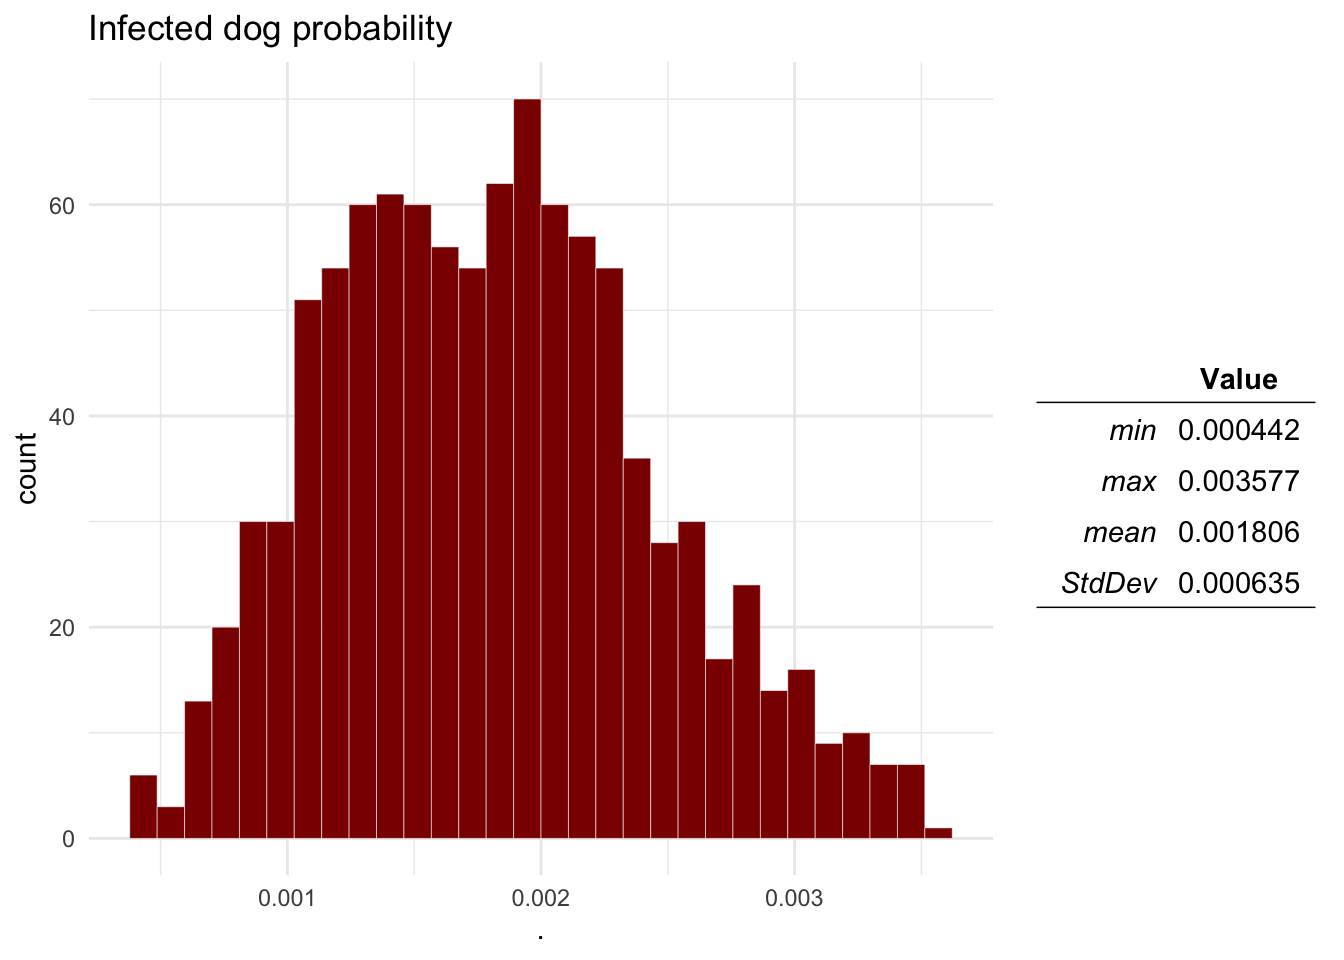 Infected dog probability
60
40
20
0
count
0.001 0.002 0.003
.
Value
min 0.000442
max 0.003577
mean 0.001806
StdDev 0.000635